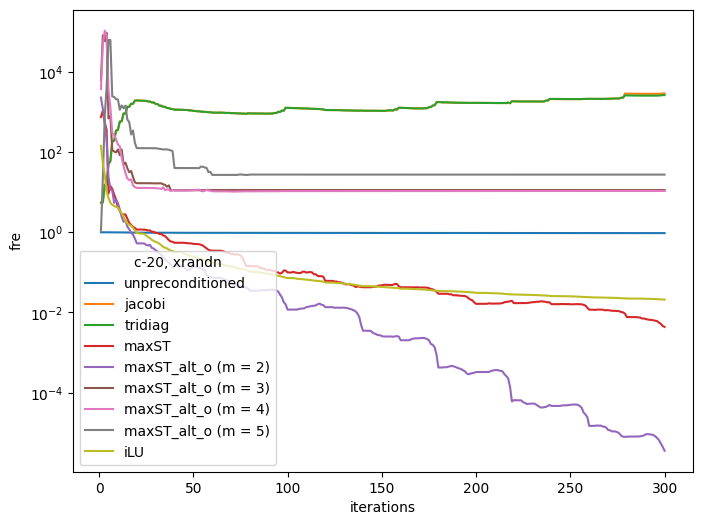 fre
10^4
10^2
10^0
10^-2
10^-4
c-20, xrandn
unpreconditioned
jacobi
tridiag
maxST
maxST_alt_o (m = 2)
maxST_alt_o (m = 3)
maxST_alt_o (m = 4)
maxST_alt_o (m = 5)
iLU
0 50 100 150 200 250 300
iterations